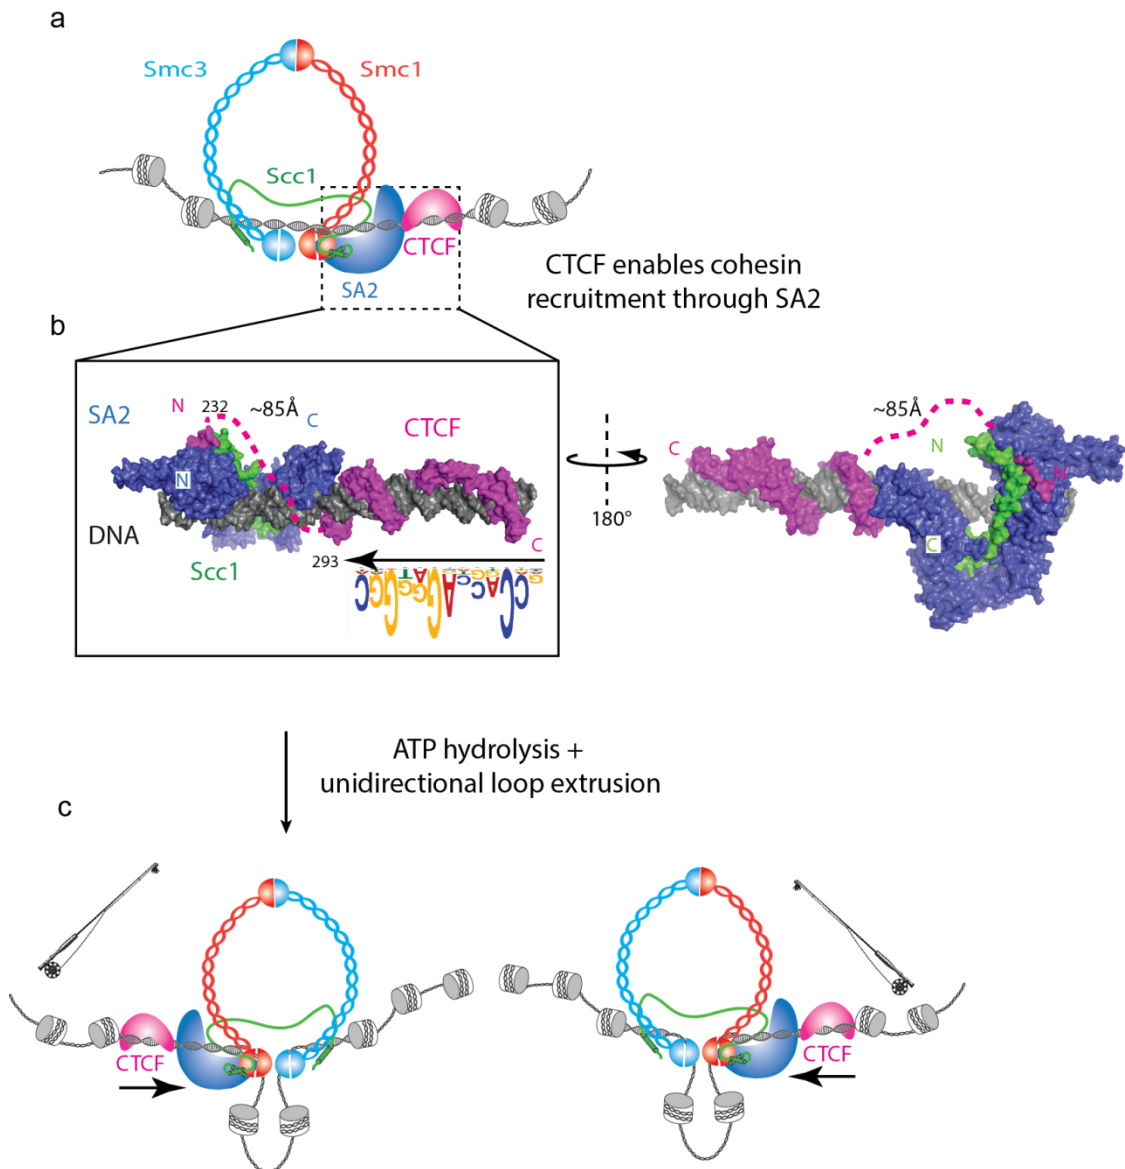 a
Smc3
Smc1
Scc1
CTCF
SA2
CTCF enables cohesin
recruitment through SA2
b
SA2
N
232
~85Å
C
CTCF
N
DNA
Scc1
293
C
180°
~85Å
C
N
N
C
ATP hydrolysis +
unidirectional loop extrusion
c
CTCF
CTCF